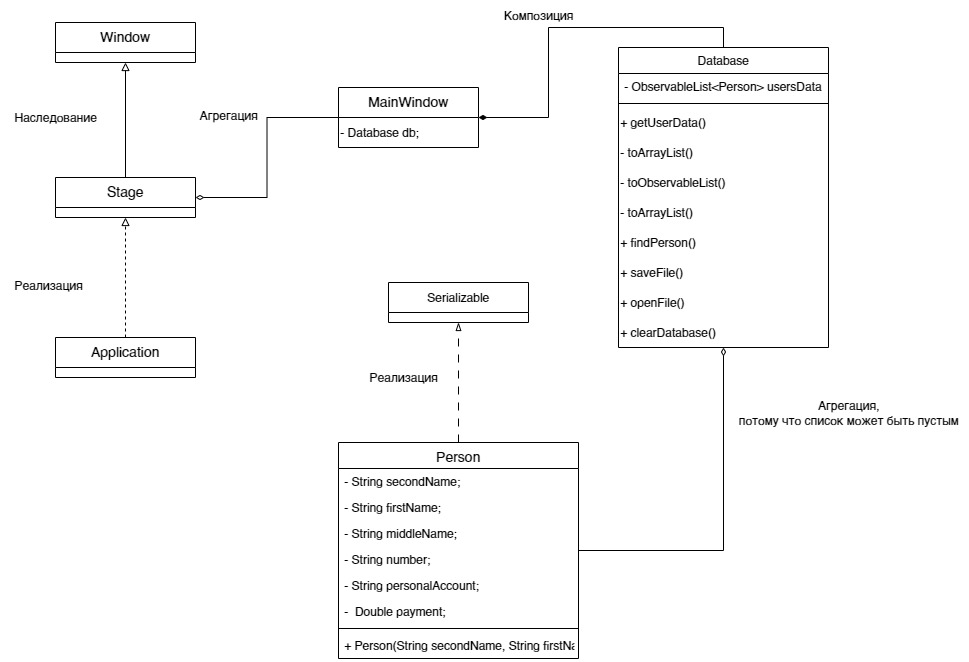 Композиция
Window
Наследование
Агрегация
MainWindow
- Database db;
Database
- ObservableList<Person> usersData
+ getUserData()
- toArrayList()
- toObservableList()
- toArrayList()
+ findPerson()
+ saveFile()
+ openFile()
+ clearDatabase()
Stage
Реализация
Application
Serializable
Реализация
Агрегация,
потому что список может быть пустым
Person
- String secondName;
- String firstName;
- String middleName;
- String number;
- String personalAccount;
- Double payment;
+ Person(String secondName, String